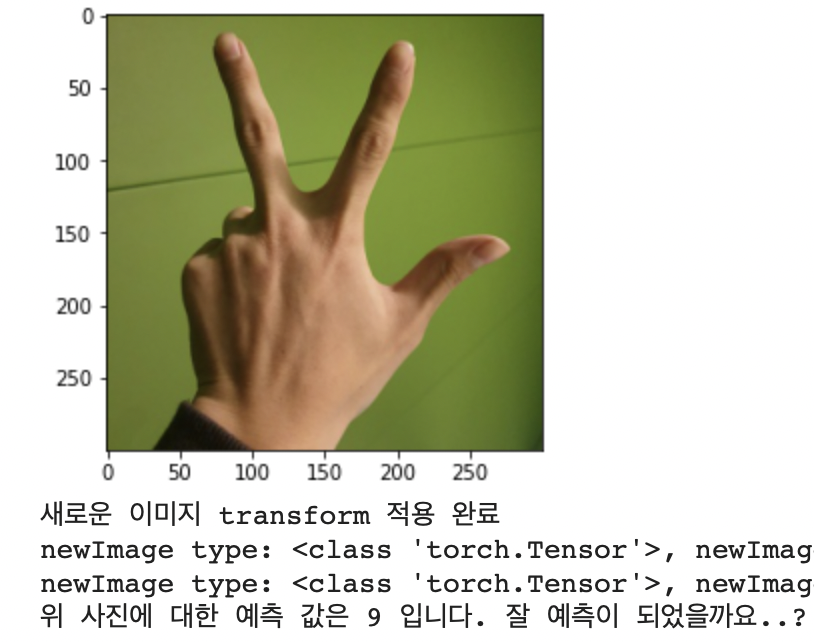 0
50
100
150
200
250
0 50 100 150 200 250
새로운 이미지 transform 적용 완료
newImage type: <class 'torch.Tensor'>, newImag
newImage type: <class 'torch.Tensor'>, newImag
위 사진에 대한 예측 값은 9 입니다. 잘 예측이 되었을까요..?